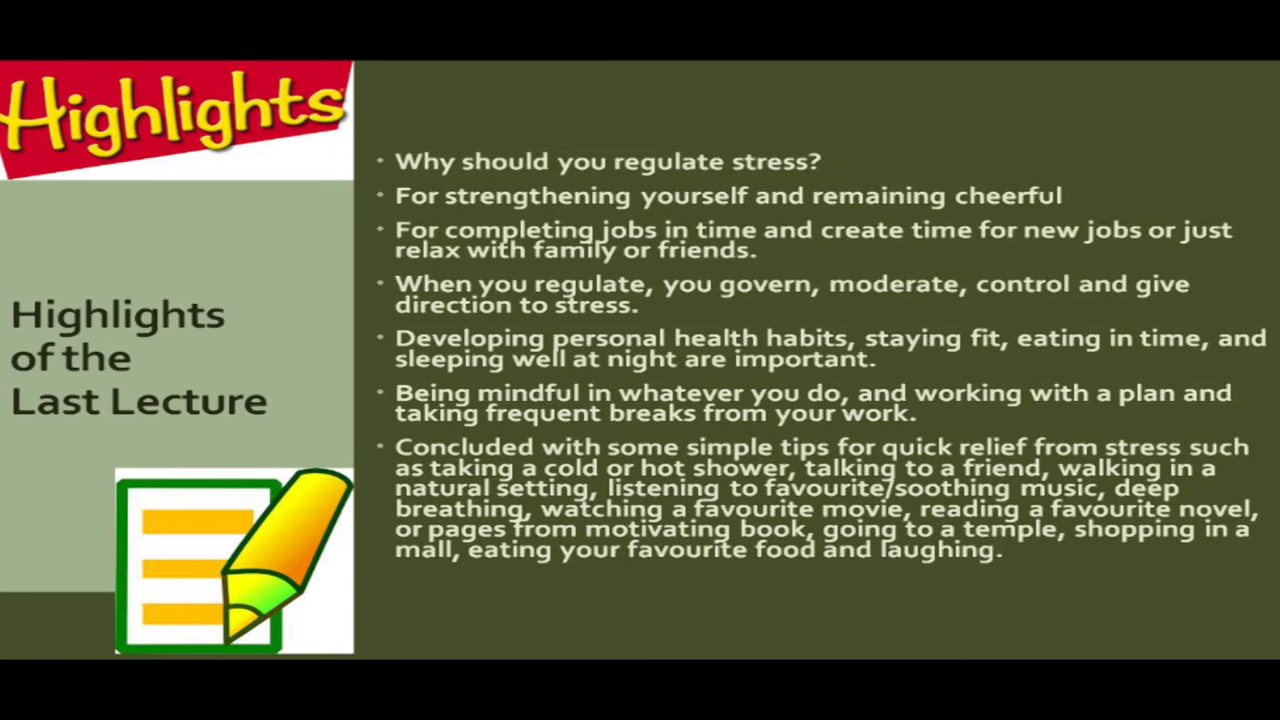 Highlights
Highlights
of the
Last Lecture
• Why should you regulate stress?
• For strengthening yourself and remaining cheerful
• For completing jobs in time and create time for new jobs or just
relax with family or friends.
• When you regulate, you govern, moderate, control and give
direction to stress.
• Developing personal health habits, staying fit, eating in time, and
sleeping well at night are important.
• Being mindful in whatever you do, and working with a plan and
taking frequent breaks from your work.
• Concluded with some simple tips for quick relief from stress such
as taking a cold or hot shower, talking to a friend, walking in a
natural setting, listening to favourite/soothing music, deep
breathing, watching a favourite movie, reading a favourite novel,
or pages from motivating book, going to a temple, shopping in a
mall, eating your favourite food and laughing.